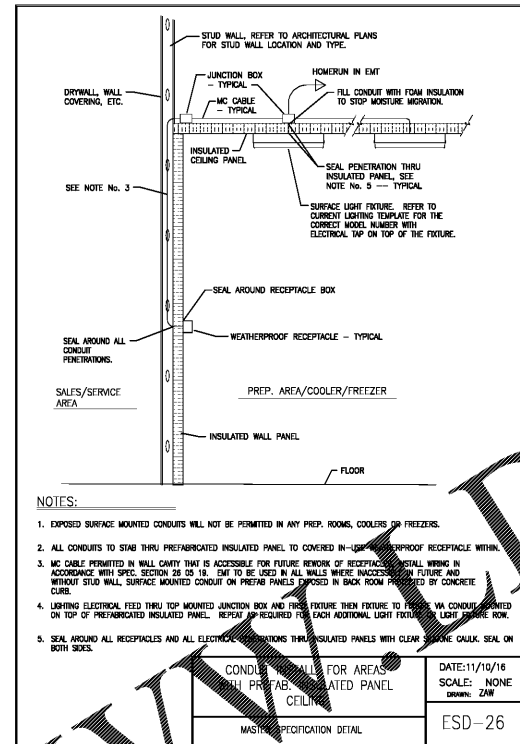 STUD WALL, REFER TO ARCHITECTURAL PLANS
FOR STUD WALL LOCATION AND TYPE.
JUNCTION BOX
- TYPICAL
HOMERUN IN EMT
DRYWALL, WALL
COVERING, ETC.
MC CABLE
- TYPICAL
FILL CONDUIT WITH FOAM INSULATION
TO STOP MOISTURE MIGRATION.
INSULATED
CEILING PANEL
SEE NOTE No. 3
SEAL PENETRATION THRU
INSULATED PANEL, SEE
NOTE No. 5 -- TYPICAL
SURFACE LIGHT FIXTURE. REFER TO
CURRENT LIGHTING TEMPLATE FOR THE
CORRECT MODEL NUMBER WITH
ELECTRICAL TAP ON TOP OF THE FIXTURE.
SEAL AROUND RECEPTACLE BOX
SEAL AROUND ALL
CONDUIT
PENETRATIONS.
WEATHERPROOF RECEPTACLE - TYPICAL
SALES/SERVICE
AREA
PREP. AREA/COOLER/FREEZER
INSULATED WALL PANEL
FLOOR
NOTES:
1. EXPOSED SURFACE MOUNTED CONDUITS WILL NOT BE PERMITTED IN ANY PREP. ROOMS, COOLERS OR FREEZERS.
2. ALL CONDUITS TO STAB THRU PREFABRICATED INSULATED PANEL TO COVERED IN-USE WEATHERPROOF RECEPTACLE WITHIN.
3. MC CABLE PERMITTED IN WALL CAVITY THAT IS ACCESSIBLE FOR FUTURE REWORK OF RECEPTACLES. INSTALL WIRING IN
ACCORDANCE WITH SPEC. SECTION 26 05 19. EMT TO BE USED IN ALL WALLS WHERE INACCESSIBLE IN FUTURE AND
WITHOUT STUD WALL, SURFACE MOUNTED CONDUIT ON PREFAB PANELS EXPOSED IN BACK ROOM PROTECTED BY CONCRETE
CURB.
4. LIGHTING ELECTRICAL FEED THRU TOP MOUNTED JUNCTION BOX AND FIRST FIXTURE THEN FIXTURE TO FIXTURE VIA CONDUIT MOUNTED
ON TOP OF PREFABRICATED INSULATED PANEL. REPEAT AS REQUIRED FOR EACH ADDITIONAL LIGHT FIXTURE OR LIGHT FIXTURE ROW.
5. SEAL AROUND ALL RECEPTACLES AND ALL ELECTRICAL PENETRATIONS THRU INSULATED PANELS WITH CLEAR SILICONE CAULK. SEAL ON
BOTH SIDES.
CONDUIT INSTALL FOR AREAS
WITH PREFAB. INSULATED PANEL
CEILING
MASTER SPECIFICATION DETAIL
DATE:11/10/16
SCALE: NONE
DRAWN: ZAW
ESD-26